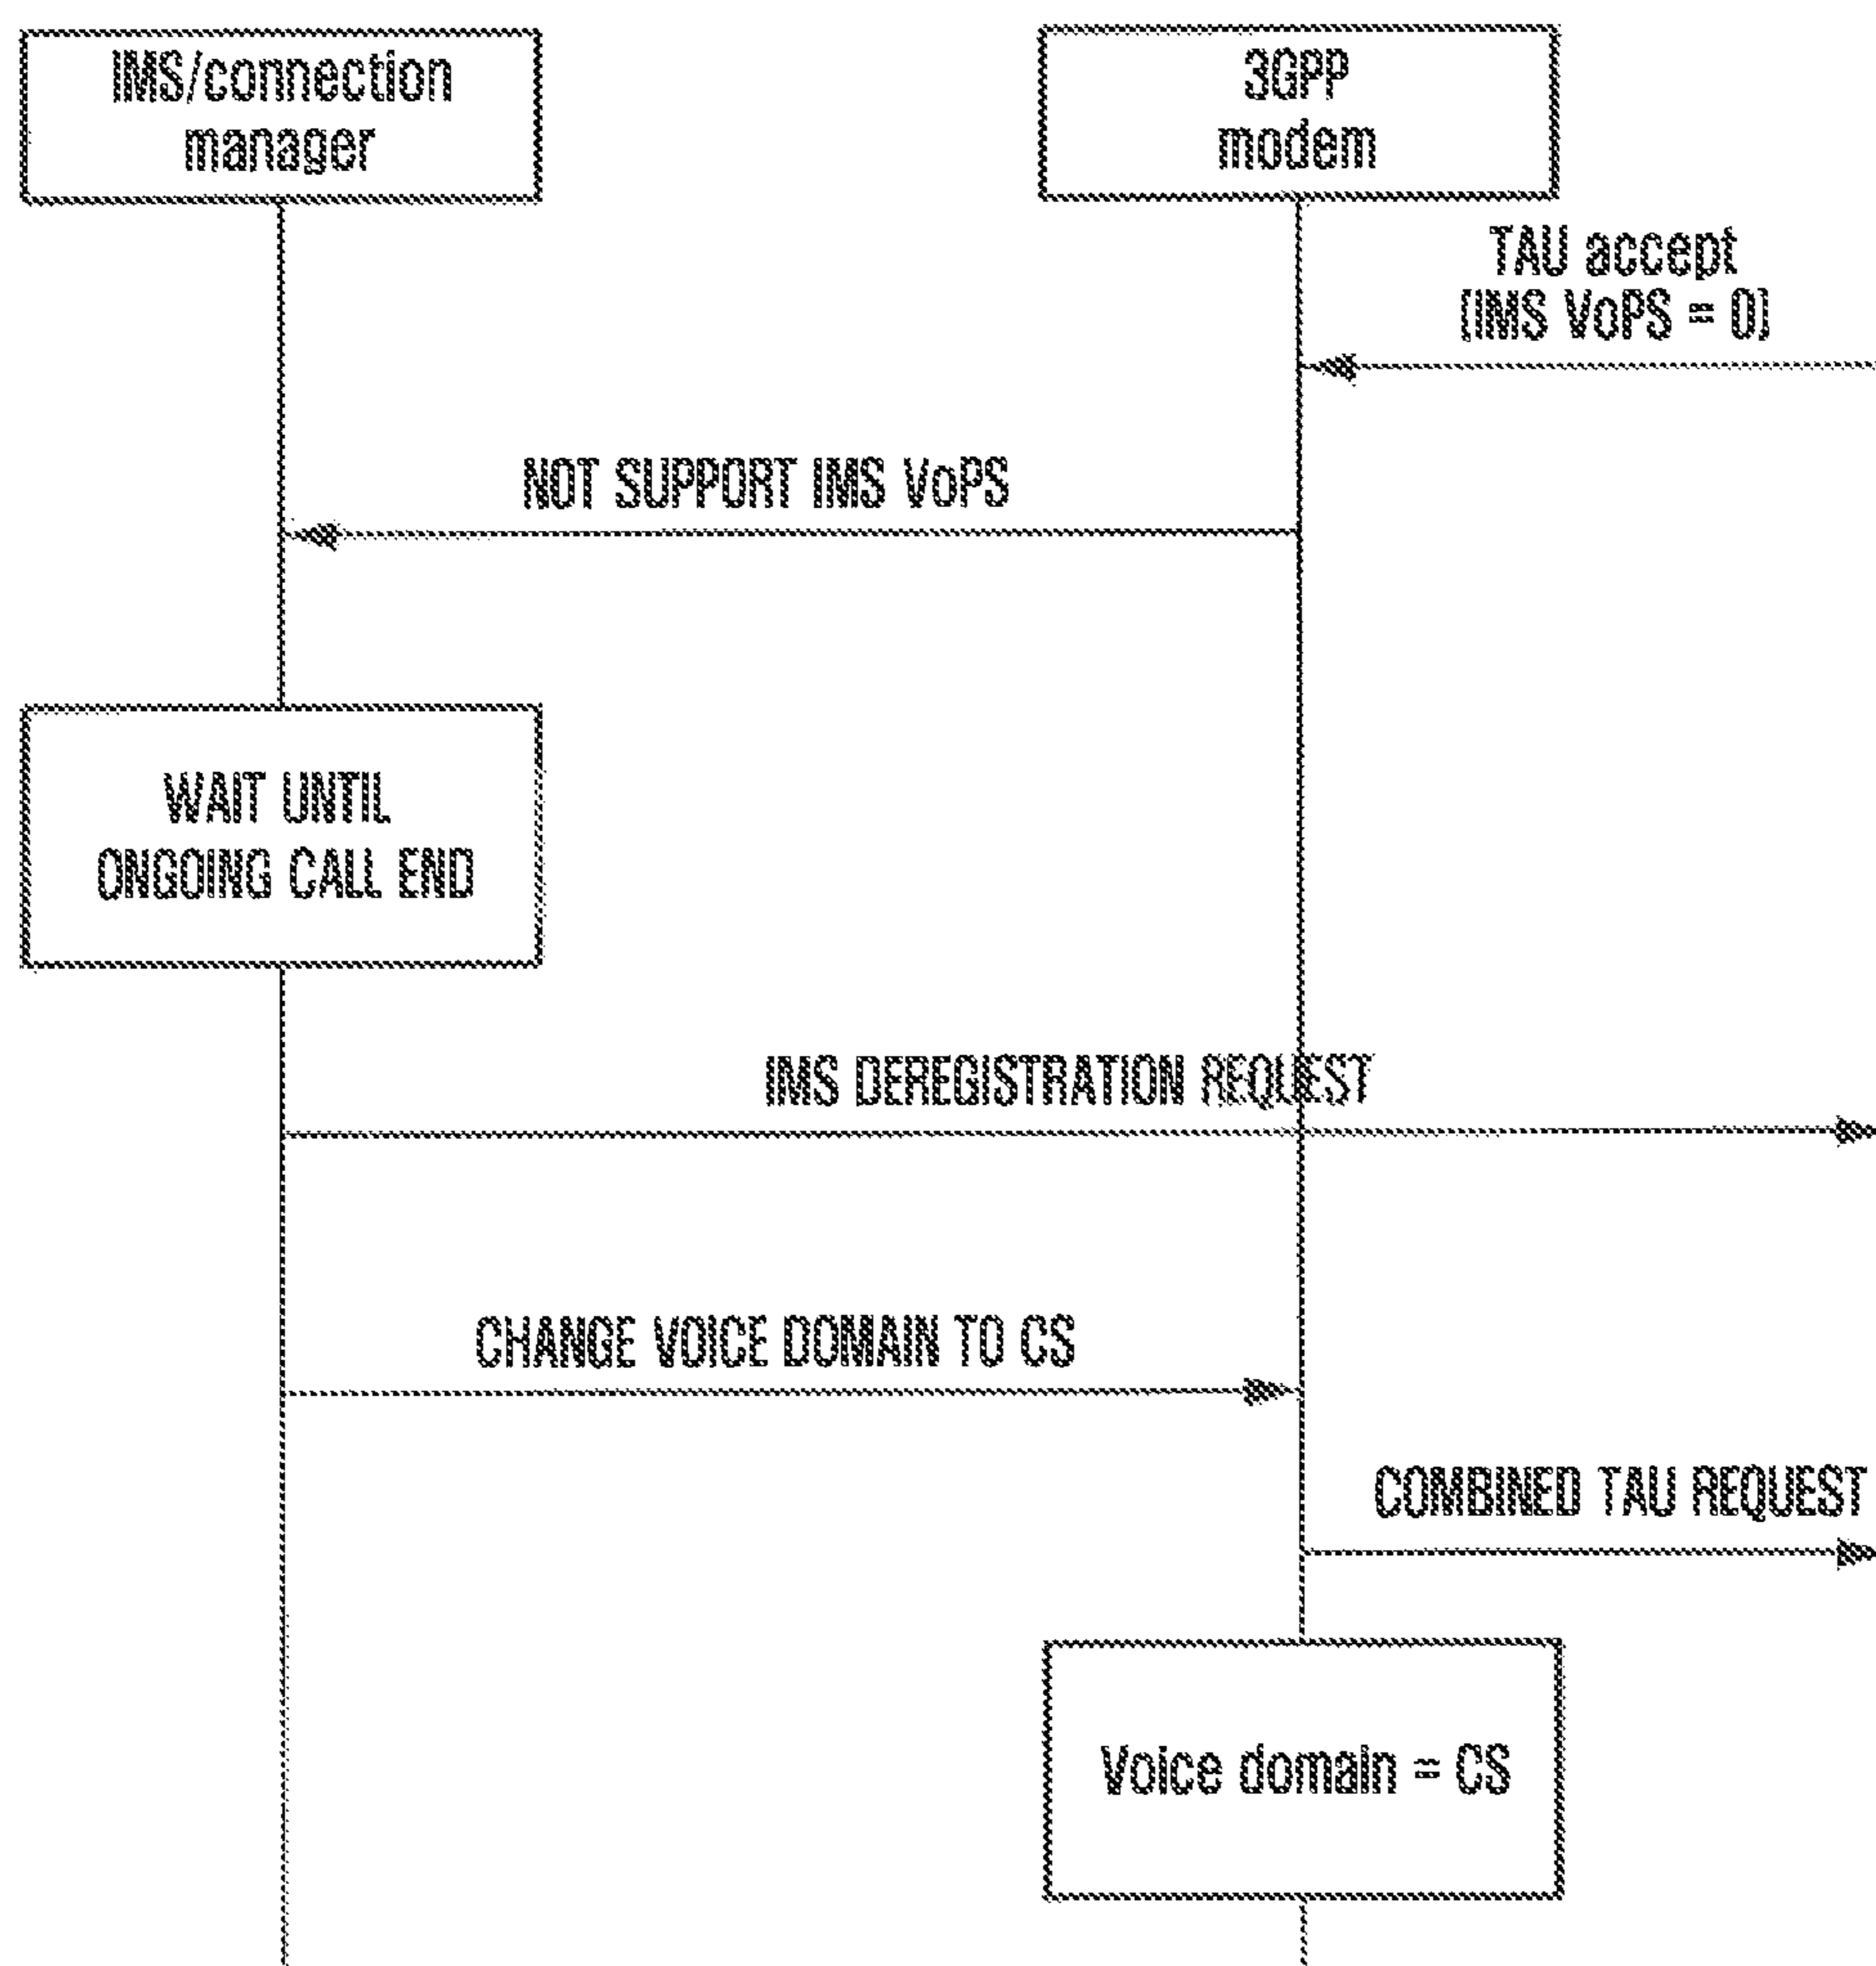 IMS/connection
manager
3GPP
modem
TAU accept
(IMS VoPS = 0)
NOT SUPPORT IMS VoPS
WAIT UNTIL
ONGOING CALL END
IMS DEREGISTRATION REQUEST
CHANGE VOICE DOMAIN TO CS
COMBINED TAU REQUEST
Voice domain = CS